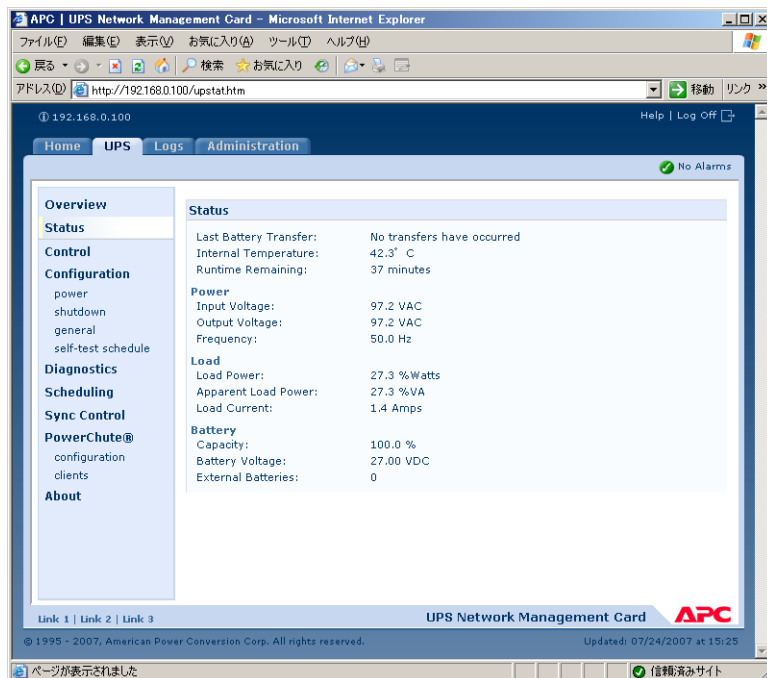 APC | UPS Network Management Card - Microsoft Internet Explorer
ファイル(F) 編集(E) 表示(V) お気に入り(A) ツール(T) ヘルプ(H)
戻る 検索 お気に入り
アドレス(D) http://192.168.0.100/upstat.htm 移動 リンク »
192.168.0.100 Help | Log Off
Home UPS Logs Administration
No Alarms
Overview
Status
Control
Configuration
power
shutdown
general
self-test schedule
Diagnostics
Scheduling
Sync Control
PowerChute®
configuration
clients
About
Status
Last Battery Transfer: No transfers have occurred
Internal Temperature: 42.3° C
Runtime Remaining: 37 minutes
Power
Input Voltage: 97.2 VAC
Output Voltage: 97.2 VAC
Frequency: 50.0 Hz
Load
Load Power: 27.3 %Watts
Apparent Load Power: 27.3 %VA
Load Current: 1.4 Amps
Battery
Capacity: 100.0 %
Battery Voltage: 27.00 VDC
External Batteries: 0
Link 1 | Link 2 | Link 3
UPS Network Management Card APC
© 1995 - 2007, American Power Conversion Corp. All rights reserved. Updated: 07/24/2007 at 15:25
ページが表示されました 信頼済みサイト